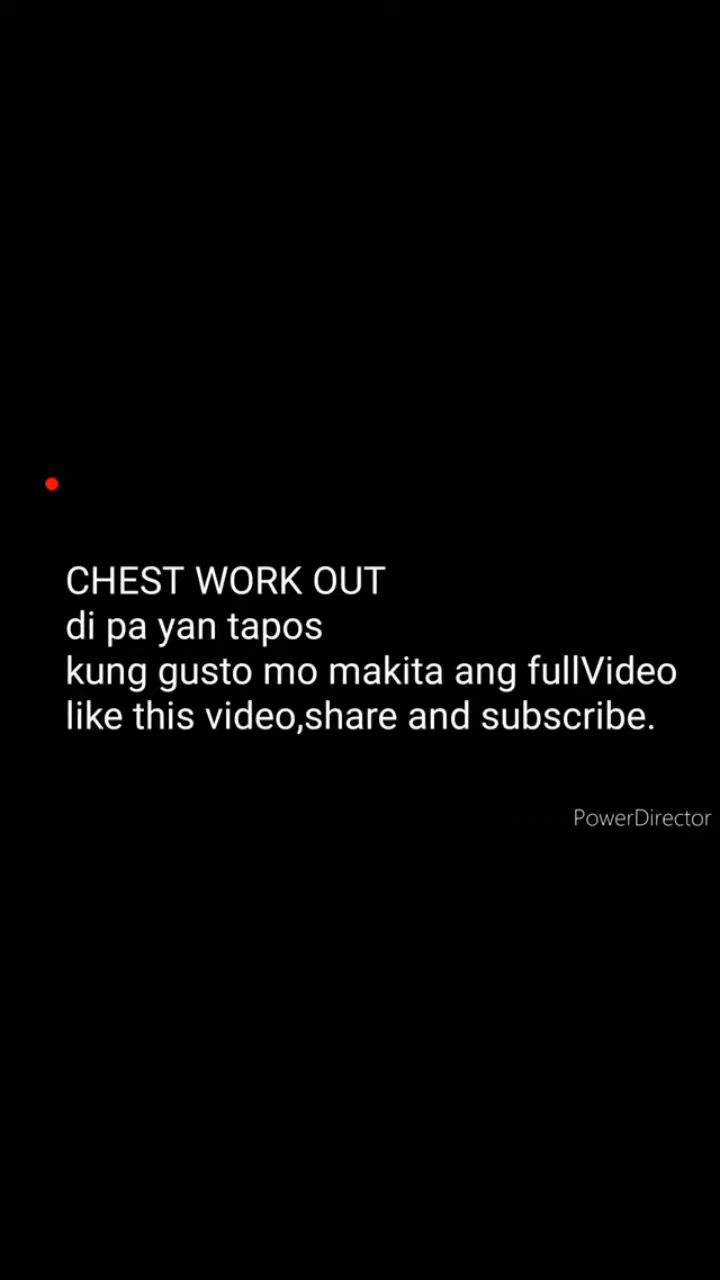 CHEST WORK OUT
di pa yan tapos
kung gusto mo makita ang fullVideo
like this video,share and subscribe.
PowerDirector